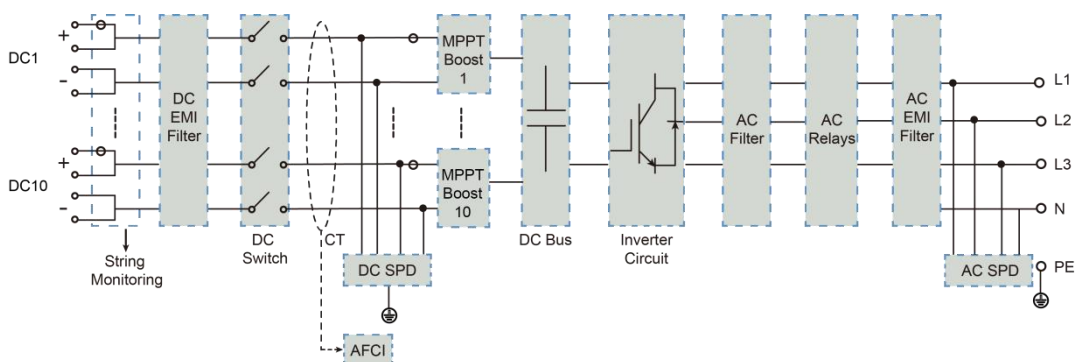 DC1
+
-
DC10
+
-
String
Monitoring
DC
EMI
Filter
DC
Switch
CT
DC SPD
AFCI
MPPT
Boost
1
MPPT
Boost
10
DC Bus
Inverter
Circuit
AC
Filter
AC
Relays
AC
EMI
Filter
AC SPD
L1
L2
L3
N
PE